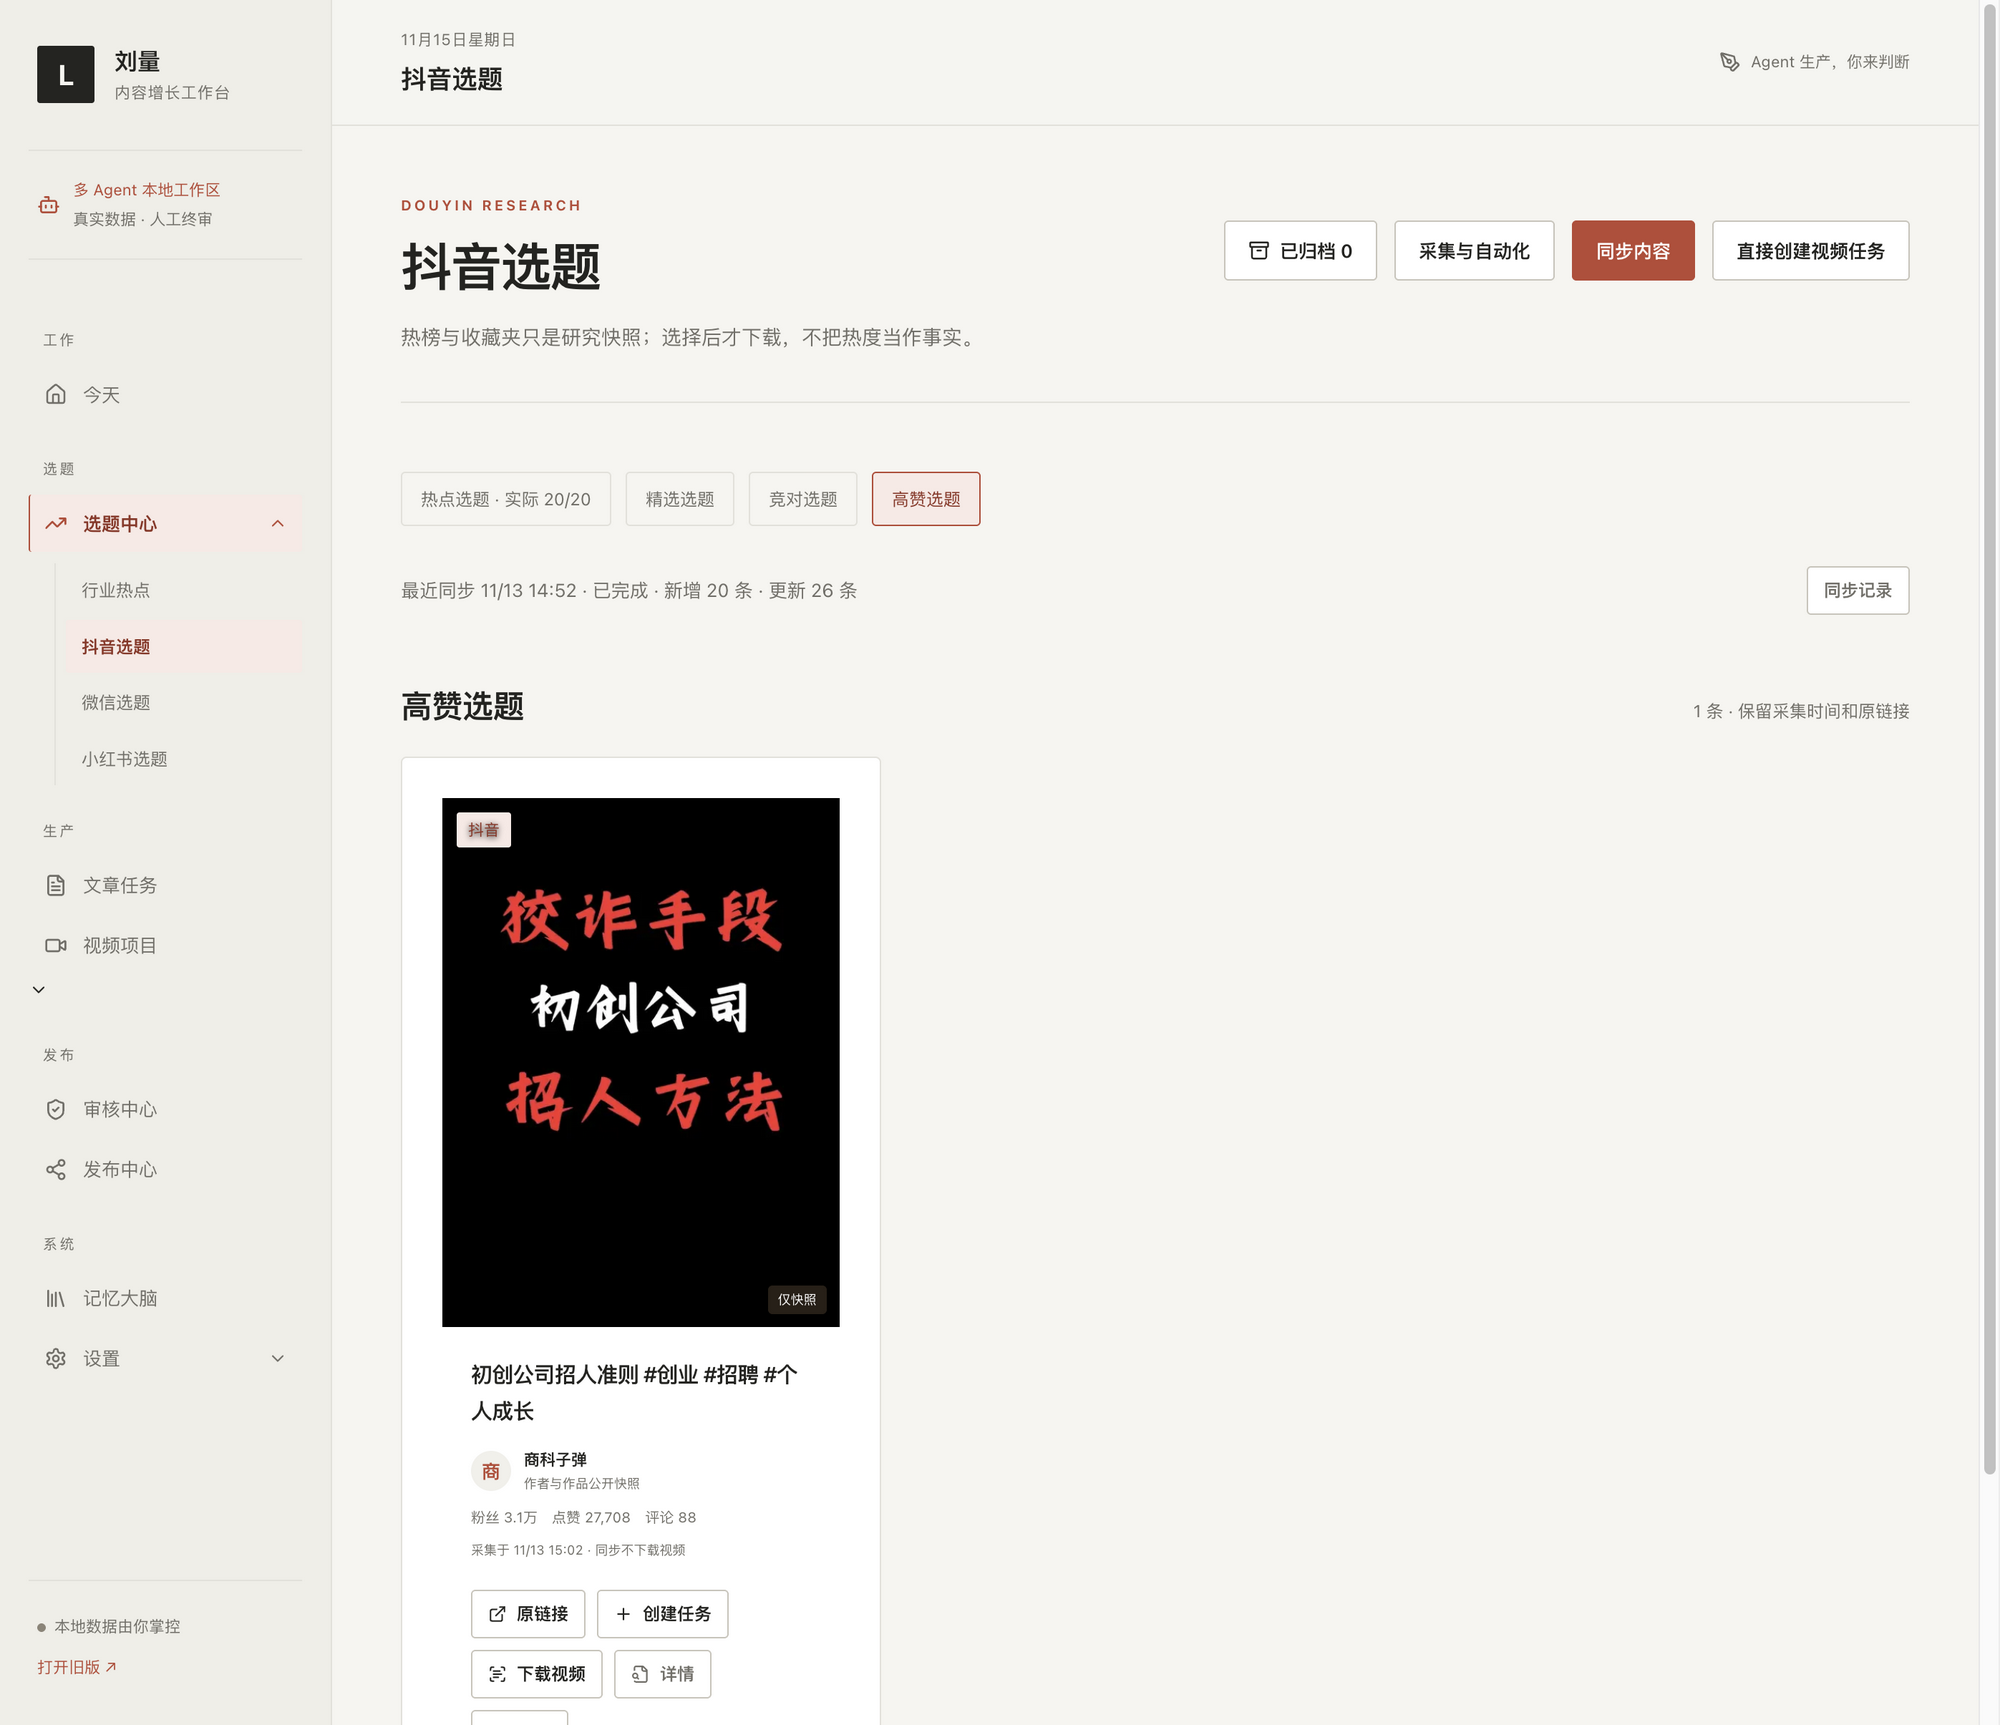 L
刘量
内容增长工作台
多 Agent 本地工作区
真实数据 · 人工终审
工作
今天
选题
选题中心
行业热点
抖音选题
微信选题
小红书选题
生产
文章任务
视频项目
发布
审核中心
发布中心
系统
记忆大脑
设置
本地数据由你掌控
打开旧版
11月15日星期日
抖音选题
Agent 生产，你来判断
DOUYIN RESEARCH
抖音选题
热榜与收藏夹只是研究快照；选择后才下载，不把热度当作事实。
已归档 0
采集与自动化
同步内容
直接创建视频任务
热点选题 · 实际 20/20
精选选题
竞对选题
高赞选题
最近同步 11/13 14:52 · 已完成 · 新增 20 条 · 更新 26 条
同步记录
高赞选题
1 条 · 保留采集时间和原链接
抖音
狡诈手段
初创公司
招人方法
仅快照
初创公司招人准则 #创业 #招聘 #个
人成长
商
商科子弹
作者与作品公开快照
粉丝 3.1万 点赞 27,708 评论 88
采集于 11/13 15:02 · 同步不下载视频
原链接
创建任务
下载视频
详情